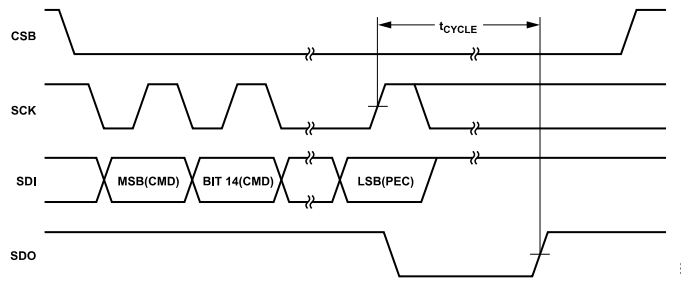 CSB
tCYCLE
SCK
SDI
MSB(CMD)
BIT 14(CMD)
LSB(PEC)
SDO